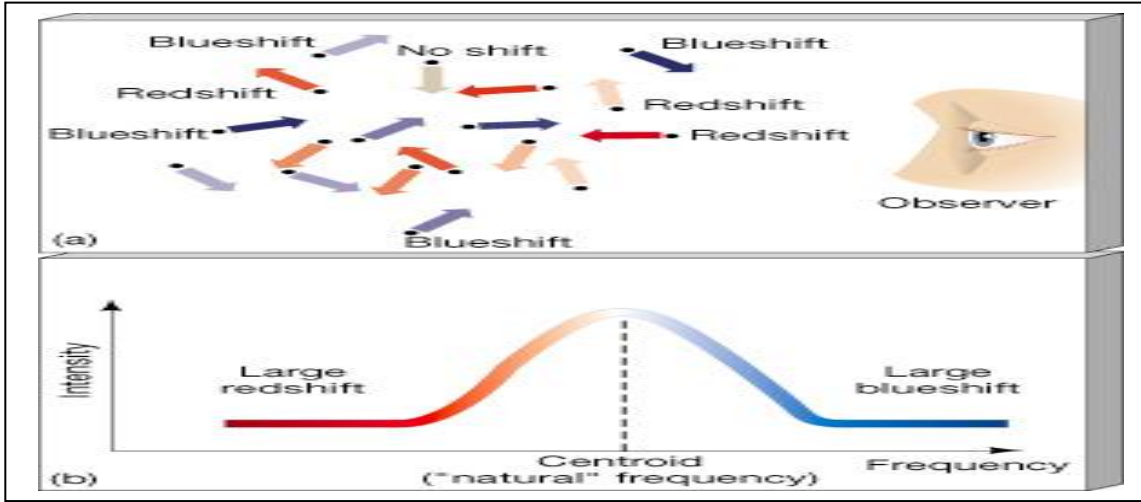 Blueshift
No shift
Blueshift
Redshift
Redshift
Blueshift
Redshift
Observer
Blueshift
(a)
Intensity
Large
redshift
Large
blueshift
Centroid
("natural" frequency)
Frequency
(b)